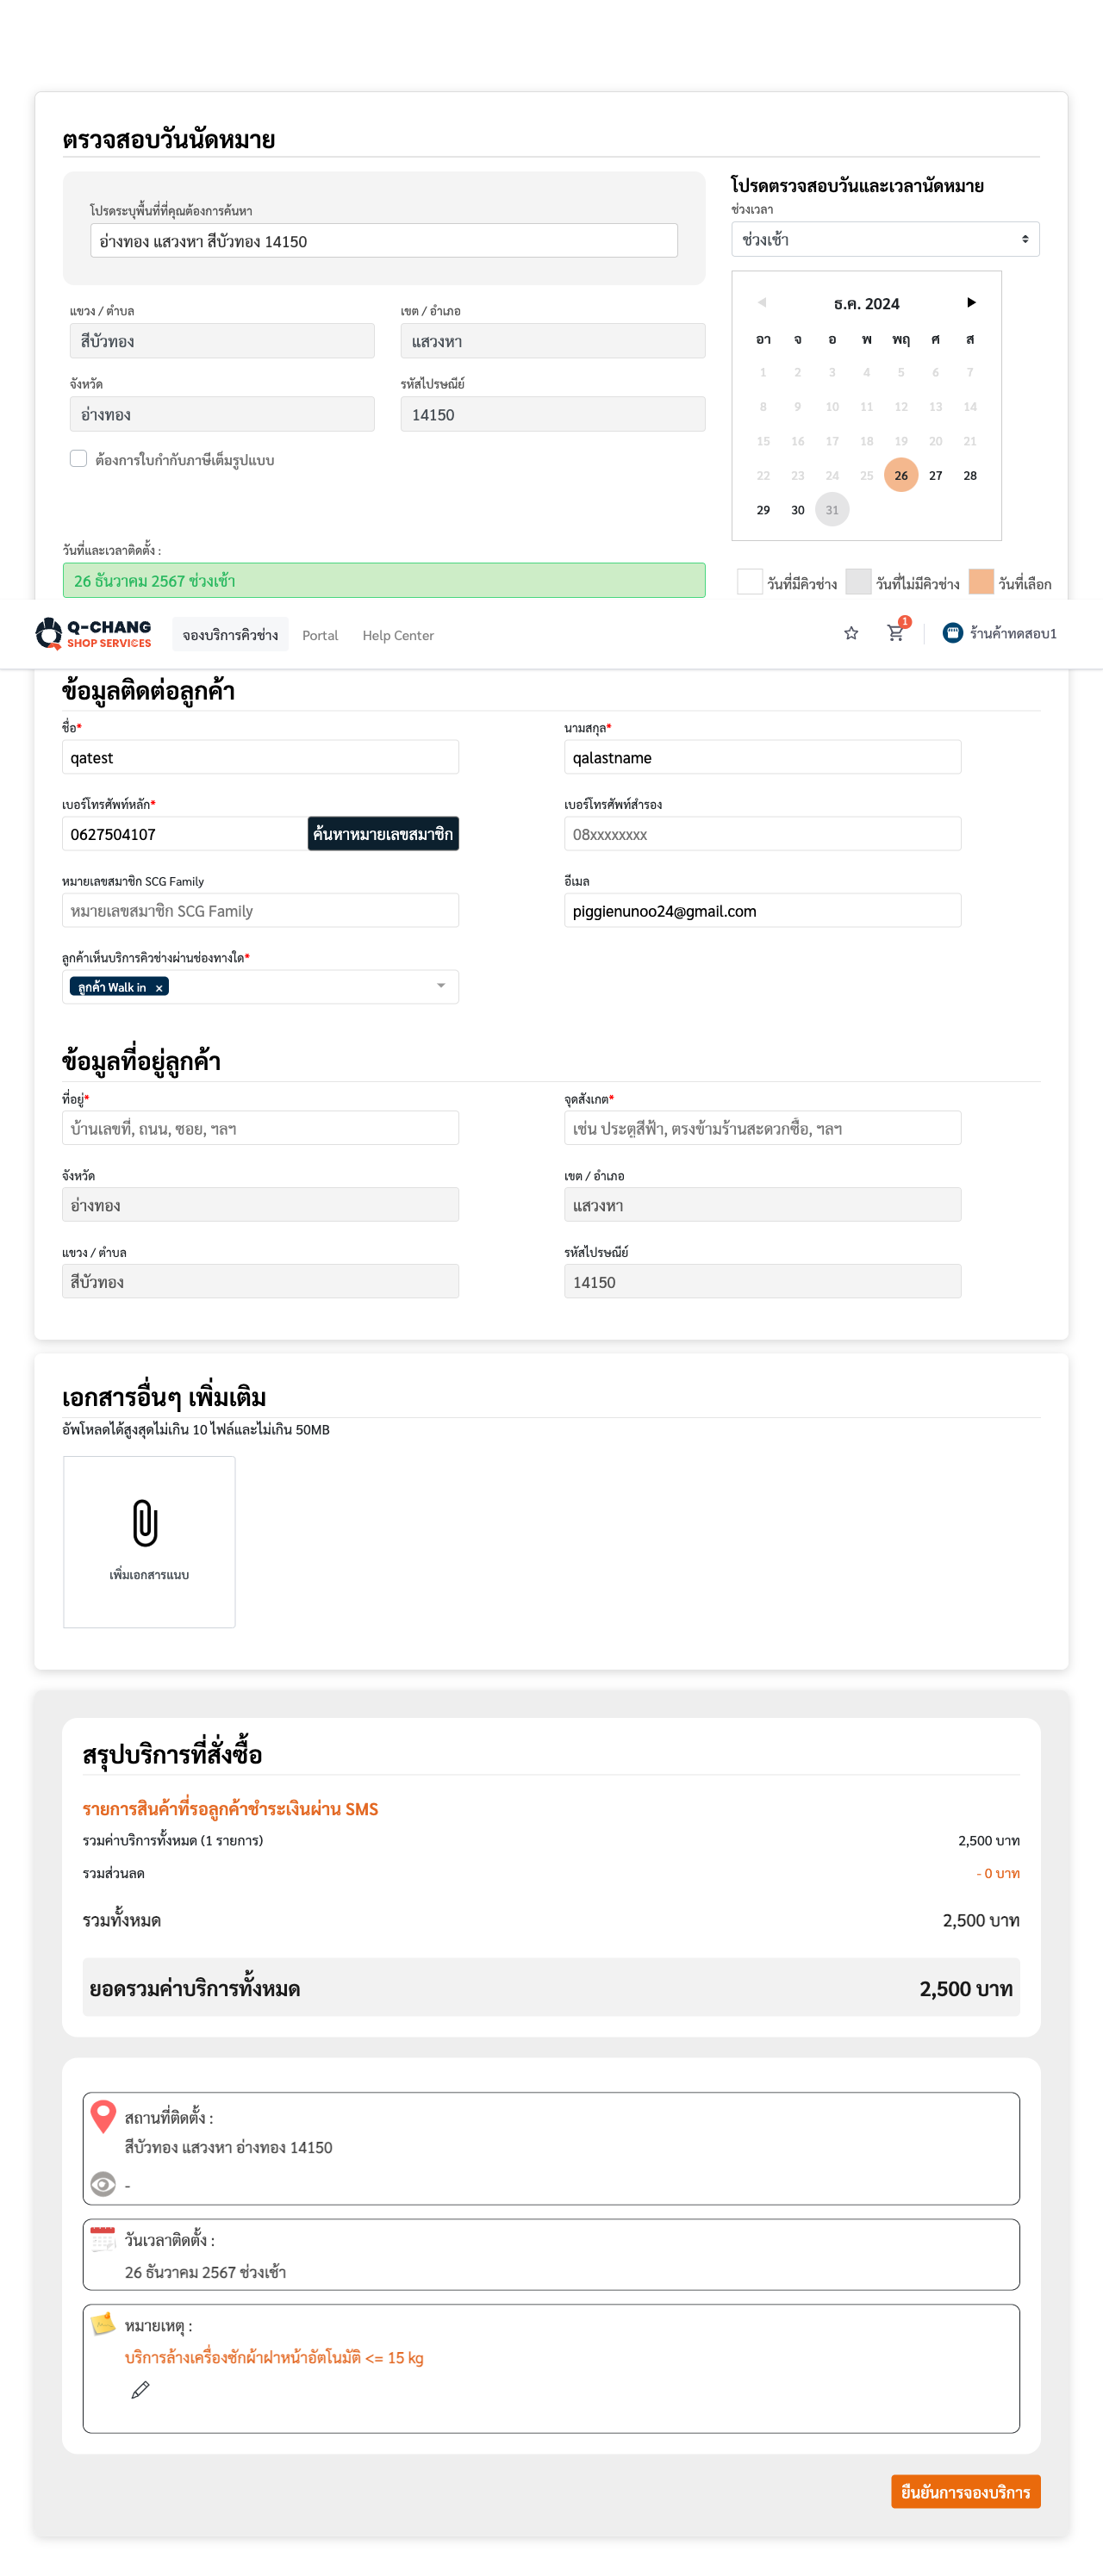 ตรวจสอบวันนัดหมาย
โปรดระบุพื้นที่ที่คุณต้องการค้นหา
อ่างทอง แสวงหา สีบัวทอง 14150
แขวง / ตำบล
เขต / อำเภอ
สีบัวทอง
แสวงหา
จังหวัด
รหัสไปรษณีย์
อ่างทอง
14150
ต้องการใบกำกับภาษีเต็มรูปแบบ
วันที่และเวลาติดตั้ง :
26 ธันวาคม 2567 ช่วงเช้า
โปรดตรวจสอบวันและเวลานัดหมาย
ช่วงเวลา
ช่วงเช้า
ธ.ค. 2024
อา จ อ พ พฤ ศ ส
1 2 3 4 5 6 7
8 9 10 11 12 13 14
15 16 17 18 19 20 21
22 23 24 25 26 27 28
29 30 31
วันที่มีคิวช่าง วันที่ไม่มีคิวช่าง วันที่เลือก
Q-CHANG
SHOP SERVICES
จองบริการคิวช่าง Portal Help Center
1
ร้านค้าทดสอบ1
ข้อมูลติดต่อลูกค้า
ชื่อ*
นามสกุล*
qatest
qalastname
เบอร์โทรศัพท์หลัก*
เบอร์โทรศัพท์สำรอง
0627504107
ค้นหาหมายเลขสมาชิก
08xxxxxxxx
หมายเลขสมาชิก SCG Family
อีเมล
หมายเลขสมาชิก SCG Family
piggienunoo24@gmail.com
ลูกค้าเห็นบริการคิวช่างผ่านช่องทางใด*
ลูกค้า Walk in ×
ข้อมูลที่อยู่ลูกค้า
ที่อยู่*
จุดสังเกต*
บ้านเลขที่, ถนน, ซอย, ฯลฯ
เช่น ประตูสีฟ้า, ตรงข้ามร้านสะดวกซื้อ, ฯลฯ
จังหวัด
เขต / อำเภอ
อ่างทอง
แสวงหา
แขวง / ตำบล
รหัสไปรษณีย์
สีบัวทอง
14150
เอกสารอื่นๆ เพิ่มเติม
อัพโหลดได้สูงสุดไม่เกิน 10 ไฟล์และไม่เกิน 50MB
เพิ่มเอกสารแนบ
สรุปบริการที่สั่งซื้อ
รายการสินค้าที่รอลูกค้าชำระเงินผ่าน SMS
รวมค่าบริการทั้งหมด (1 รายการ) 2,500 บาท
รวมส่วนลด - 0 บาท
รวมทั้งหมด 2,500 บาท
ยอดรวมค่าบริการทั้งหมด 2,500 บาท
สถานที่ติดตั้ง :
สีบัวทอง แสวงหา อ่างทอง 14150
-
วันเวลาติดตั้ง :
26 ธันวาคม 2567 ช่วงเช้า
หมายเหตุ :
บริการล้างเครื่องซักผ้าฝาหน้าอัตโนมัติ <= 15 kg
ยืนยันการจองบริการ